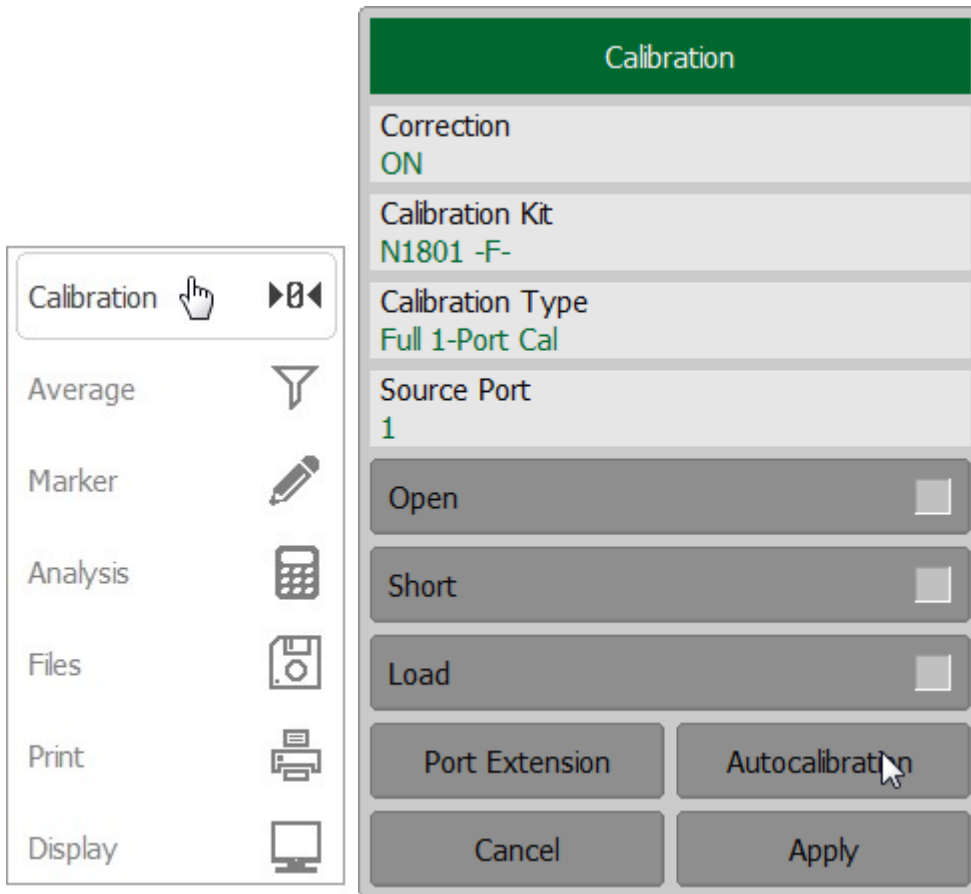 Calibration
Average
Marker
Analysis
Files
Print
Display
Calibration
Correction
ON
Calibration Kit
N1801 -F-
Calibration Type
Full 1-Port Cal
Source Port
1
Open
Short
Load
Port Extension
Autocalibration
Cancel
Apply